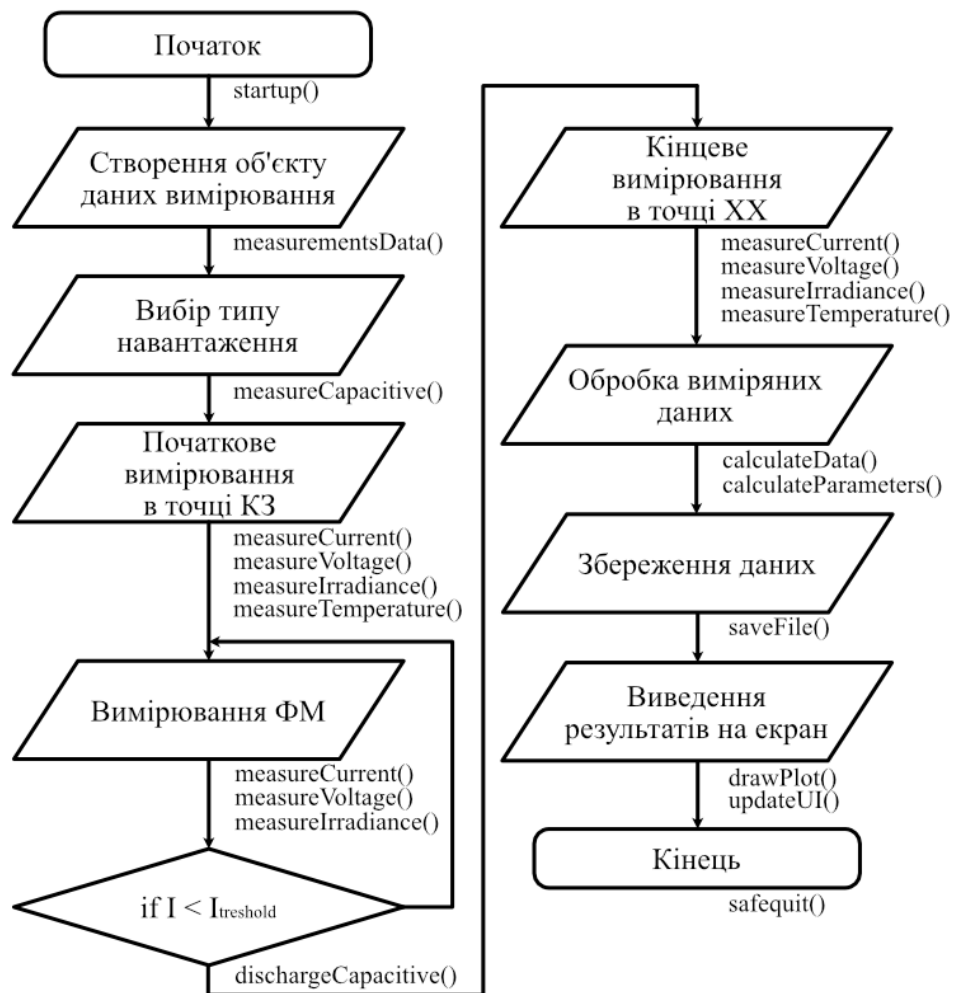 Початок
startup()
Створення об'єкту
даних вимірювання
measurementsData()
Вибір типу
навантаження
measureCapacitive()
Початкове
вимірювання
в точці КЗ
measureCurrent()
measureVoltage()
measureIrradiance()
measureTemperature()
Вимірювання ФМ
measureCurrent()
measureVoltage()
measureIrradiance()
if I < Itreshold
dischargeCapacitive()
Кінцеве
вимірювання
в точці ХХ
measureCurrent()
measureVoltage()
measureIrradiance()
measureTemperature()
Обробка виміряних
даних
calculateData()
calculateParameters()
Збереження даних
saveFile()
Виведення
результатів на екран
drawPlot()
updateUI()
Кінець
safequit()